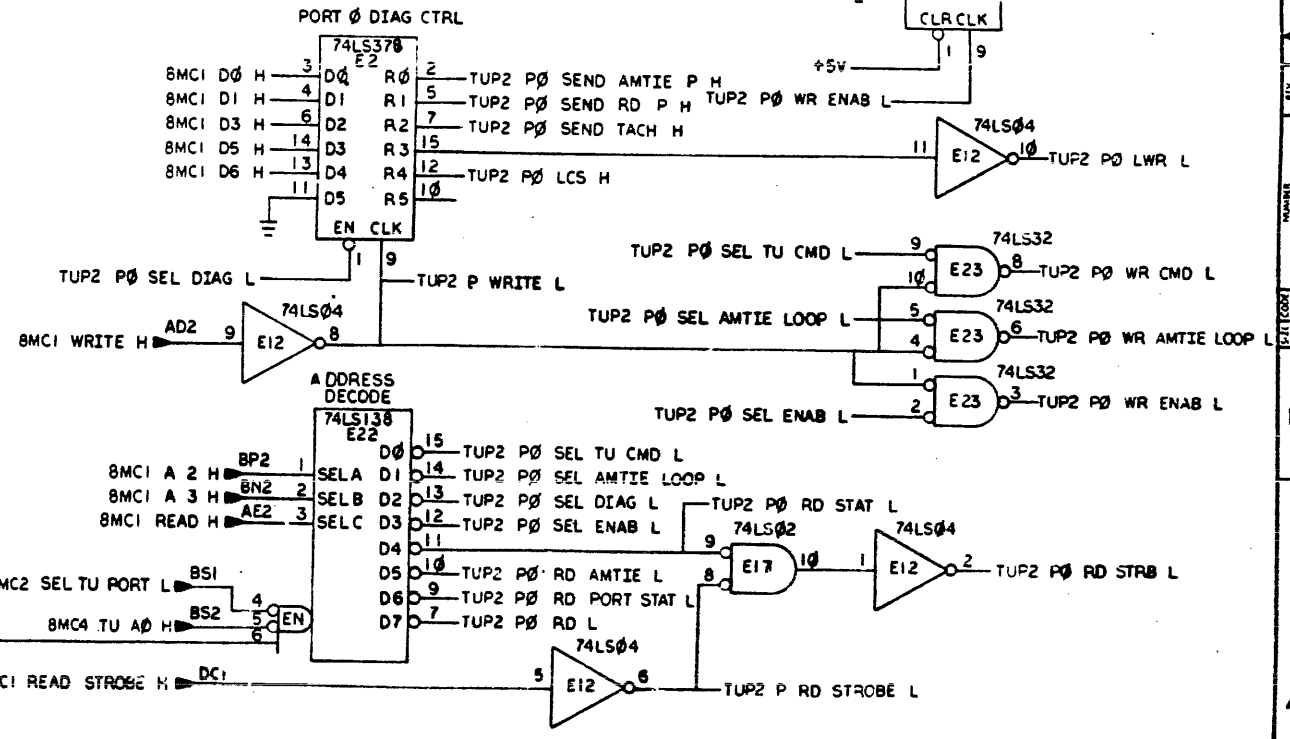 PORT Ø DIAG CTRL
CLR CLK
1 9
+5V
TUP2 PØ WR ENAB L
74LS378
E2
8MC1 DØ H 3 DØ RØ 2 TUP2 PØ SEND AMTIE P H
8MC1 D1 H 4 D1 R1 5 TUP2 PØ SEND RD P H
8MC1 D3 H 6 D2 R2 7 TUP2 PØ SEND TACH H
8MC1 D5 H 14 D3 R3 15
8MC1 D6 H 13 D4 R4 12 TUP2 PØ LCS H
11 D5 R5 1Ø
EN CLK
1 9
74LSØ4
11 E12 1Ø TUP2 PØ LWR L
TUP2 PØ SEL DIAG L
TUP2 P WRITE L
74LSØ4
8MC1 WRITE H AD2 9 E12 8
74LS32
TUP2 PØ SEL TU CMD L 9
1Ø E23 8 TUP2 PØ WR CMD L
74LS32
TUP2 PØ SEL AMTIE LOOP L 5
4 E23 6 TUP2 PØ WR AMTIE LOOP L
74LS32
1
TUP2 PØ SEL ENAB L 2 E23 3 TUP2 PØ WR ENAB L
ADDRESS
DECODE
74LS138
E22
8MC1 A 2 H BP2 1 SELA
8MC1 A 3 H BN2 2 SELB
8MC1 READ H AE2 3 SELC
DØ 15 TUP2 PØ SEL TU CMD L
D1 14 TUP2 PØ SEL AMTIE LOOP L
D2 13 TUP2 PØ SEL DIAG L
D3 12 TUP2 PØ SEL ENAB L
D4 11
D5 1Ø TUP2 PØ RD AMTIE L
D6 9 TUP2 PØ RD PORT STAT L
D7 7 TUP2 PØ RD L
TUP2 PØ RD STAT L
74LSØ2
9
8 E17 1Ø
74LSØ4
1 E12 2 TUP2 PØ RD STRB L
MC2 SEL TU PORT L BS1 4
8MC4 TU AØ H BS2 5 EN
6
74LSØ4
C1 READ STROBE H DC1 5 E12 6 TUP2 P RD STROBE L
NUMBER
SIZE CODE
REV